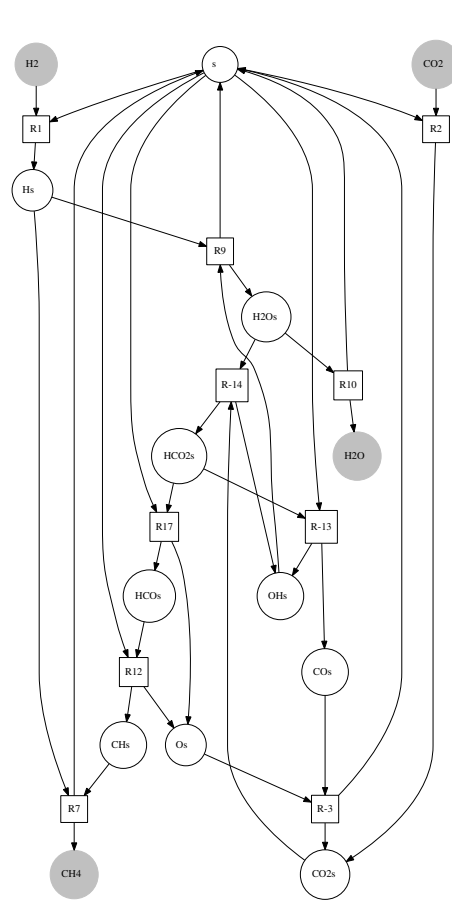 H2
s
CO2
R1
R2
Hs
R9
H2Os
R-14
R10
HCO2s
H2O
R17
R-13
HCOs
OHs
R12
COs
CHs
Os
R7
R-3
CH4
CO2s